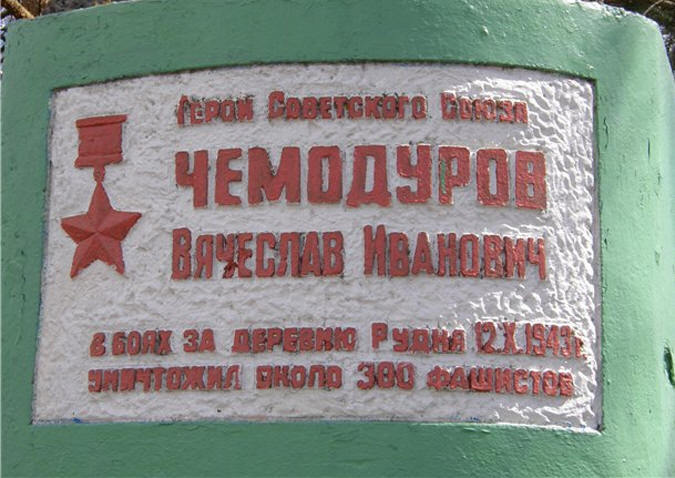 Герой Советского Союза
ЧЕМОДУРОВ
Вячеслав Иванович
в боях за деревню Рудня 12.X.1943г
уничтожил около 300 фашистов